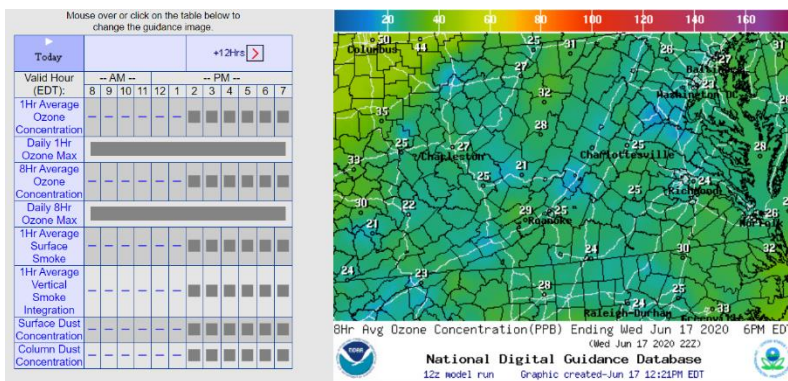 Mouse over or click on the table below to
change the guidance image.
Today
+12Hrs
Valid Hour
(EDT):
-- AM --
-- PM --
8 9 10 11 12 1 2 3 4 5 6 7
1Hr Average
Ozone
Concentration
Daily 1Hr
Ozone Max
8Hr Average
Ozone
Concentration
Daily 8Hr
Ozone Max
1Hr Average
Surface
Smoke
1Hr Average
Vertical
Smoke
Integration
Surface Dust
Concentration
Column Dust
Concentration
20 40 60 80 100 120 140 160
50 44 25 31 26 31
Columbus
27 27
Baltimore
23
Washington DC
32
35 28
25 27 25 28
Charleston Charlottesville
33 21
25 24
25 Richmond
30 22 29 25
21 Roanoke 26
Norfolk
24 30 32
24 23
28 25
24 33
Raleigh-Durham Greenville
8Hr Avg Ozone Concentration(PPB) Ending Wed Jun 17 2020 6PM EDT
(Wed Jun 17 2020 22Z)
National Digital Guidance Database
12z model run Graphic created-Jun 17 12:21PM EDT